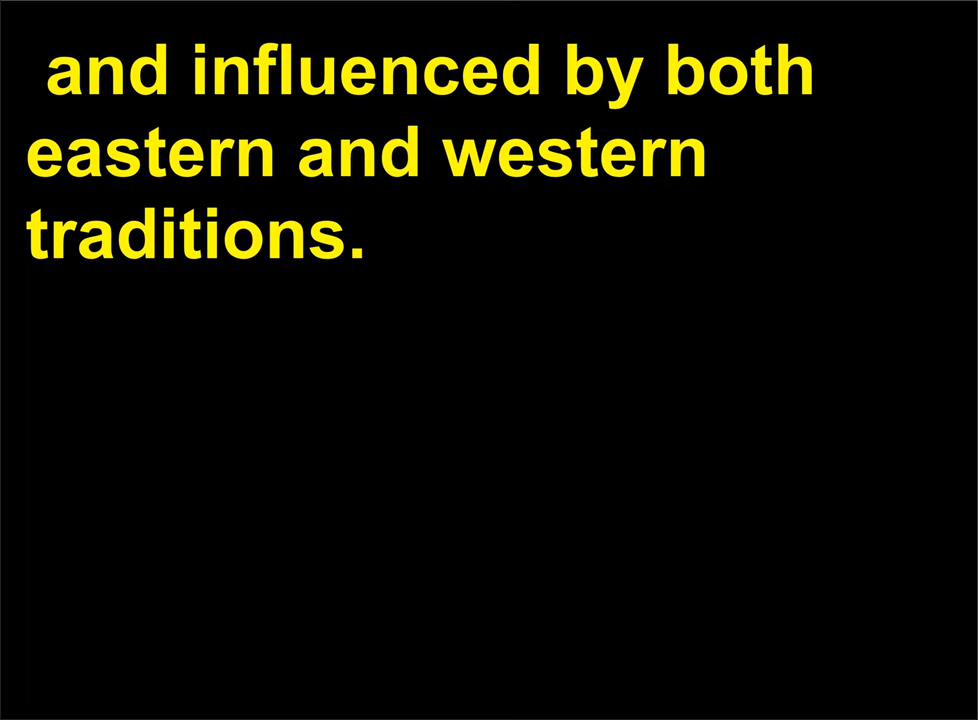 and influenced by both
eastern and western
traditions.